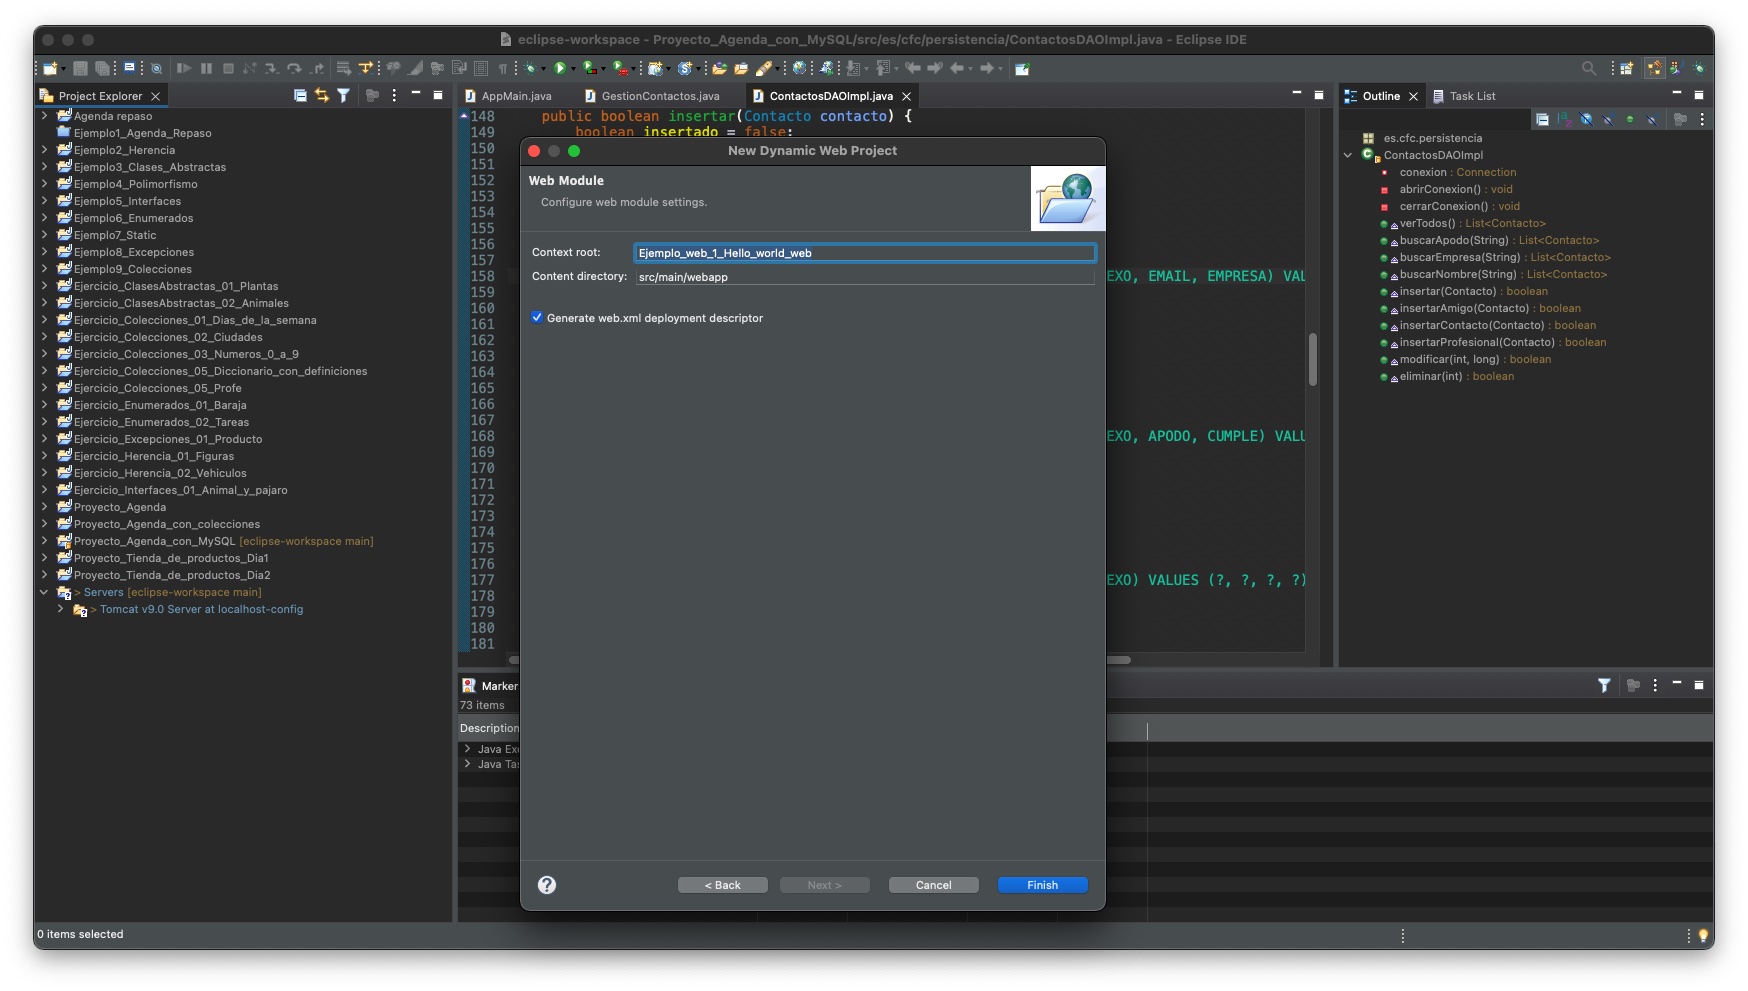 eclipse-workspace - Proyecto_Agenda_con_MySQL/src/es/cfc/persistencia/ContactosDAOImpl.java - Eclipse IDE
Project Explorer
Agenda repaso
Ejemplo1_Agenda_Repaso
Ejemplo2_Herencia
Ejemplo3_Clases_Abstractas
Ejemplo4_Polimorfismo
Ejemplo5_Interfaces
Ejemplo6_Enumerados
Ejemplo7_Static
Ejemplo8_Excepciones
Ejemplo9_Colecciones
Ejercicio_ClasesAbstractas_01_Plantas
Ejercicio_ClasesAbstractas_02_Animales
Ejercicio_Colecciones_01_Dias_de_la_semana
Ejercicio_Colecciones_02_Ciudades
Ejercicio_Colecciones_03_Numeros_0_a_9
Ejercicio_Colecciones_05_Diccionario_con_definiciones
Ejercicio_Colecciones_05_Profe
Ejercicio_Enumerados_01_Baraja
Ejercicio_Enumerados_02_Tareas
Ejercicio_Excepciones_01_Producto
Ejercicio_Herencia_01_Figuras
Ejercicio_Herencia_02_Vehiculos
Ejercicio_Interfaces_01_Animal_y_pajaro
Proyecto_Agenda
Proyecto_Agenda_con_colecciones
Proyecto_Agenda_con_MySQL [eclipse-workspace main]
Proyecto_Tienda_de_productos_Dia1
Proyecto_Tienda_de_productos_Dia2
> Servers [eclipse-workspace main]
> Tomcat v9.0 Server at localhost-config
AppMain.java
GestionContactos.java
ContactosDAOImpl.java
148 public boolean insertar(Contacto contacto) {
149 boolean insertado = false;
150
151
152
153
154
155
156
157
158 EXO, EMAIL, EMPRESA) VAL
159
160
161
162
163
164
165
166
167
168 EXO, APODO, CUMPLE) VALU
169
170
171
172
173
174
175
176
177 EXO) VALUES (?, ?, ?, ?)
178
179
180
181
New Dynamic Web Project
Web Module
Configure web module settings.
Context root: Ejemplo_web_1_Hello_world_web
Content directory: src/main/webapp
Generate web.xml deployment descriptor
?
< Back
Next >
Cancel
Finish
Outline
Task List
es.cfc.persistencia
ContactosDAOImpl
conexion : Connection
abrirConexion() : void
cerrarConexion() : void
verTodos() : List<Contacto>
buscarApodo(String) : List<Contacto>
buscarEmpresa(String) : List<Contacto>
buscarNombre(String) : List<Contacto>
insertar(Contacto) : boolean
insertarAmigo(Contacto) : boolean
insertarContacto(Contacto) : boolean
insertarProfesional(Contacto) : boolean
modificar(int, long) : boolean
eliminar(int) : boolean
Marker
73 items
Description
Java Ex
Java Ta
0 items selected